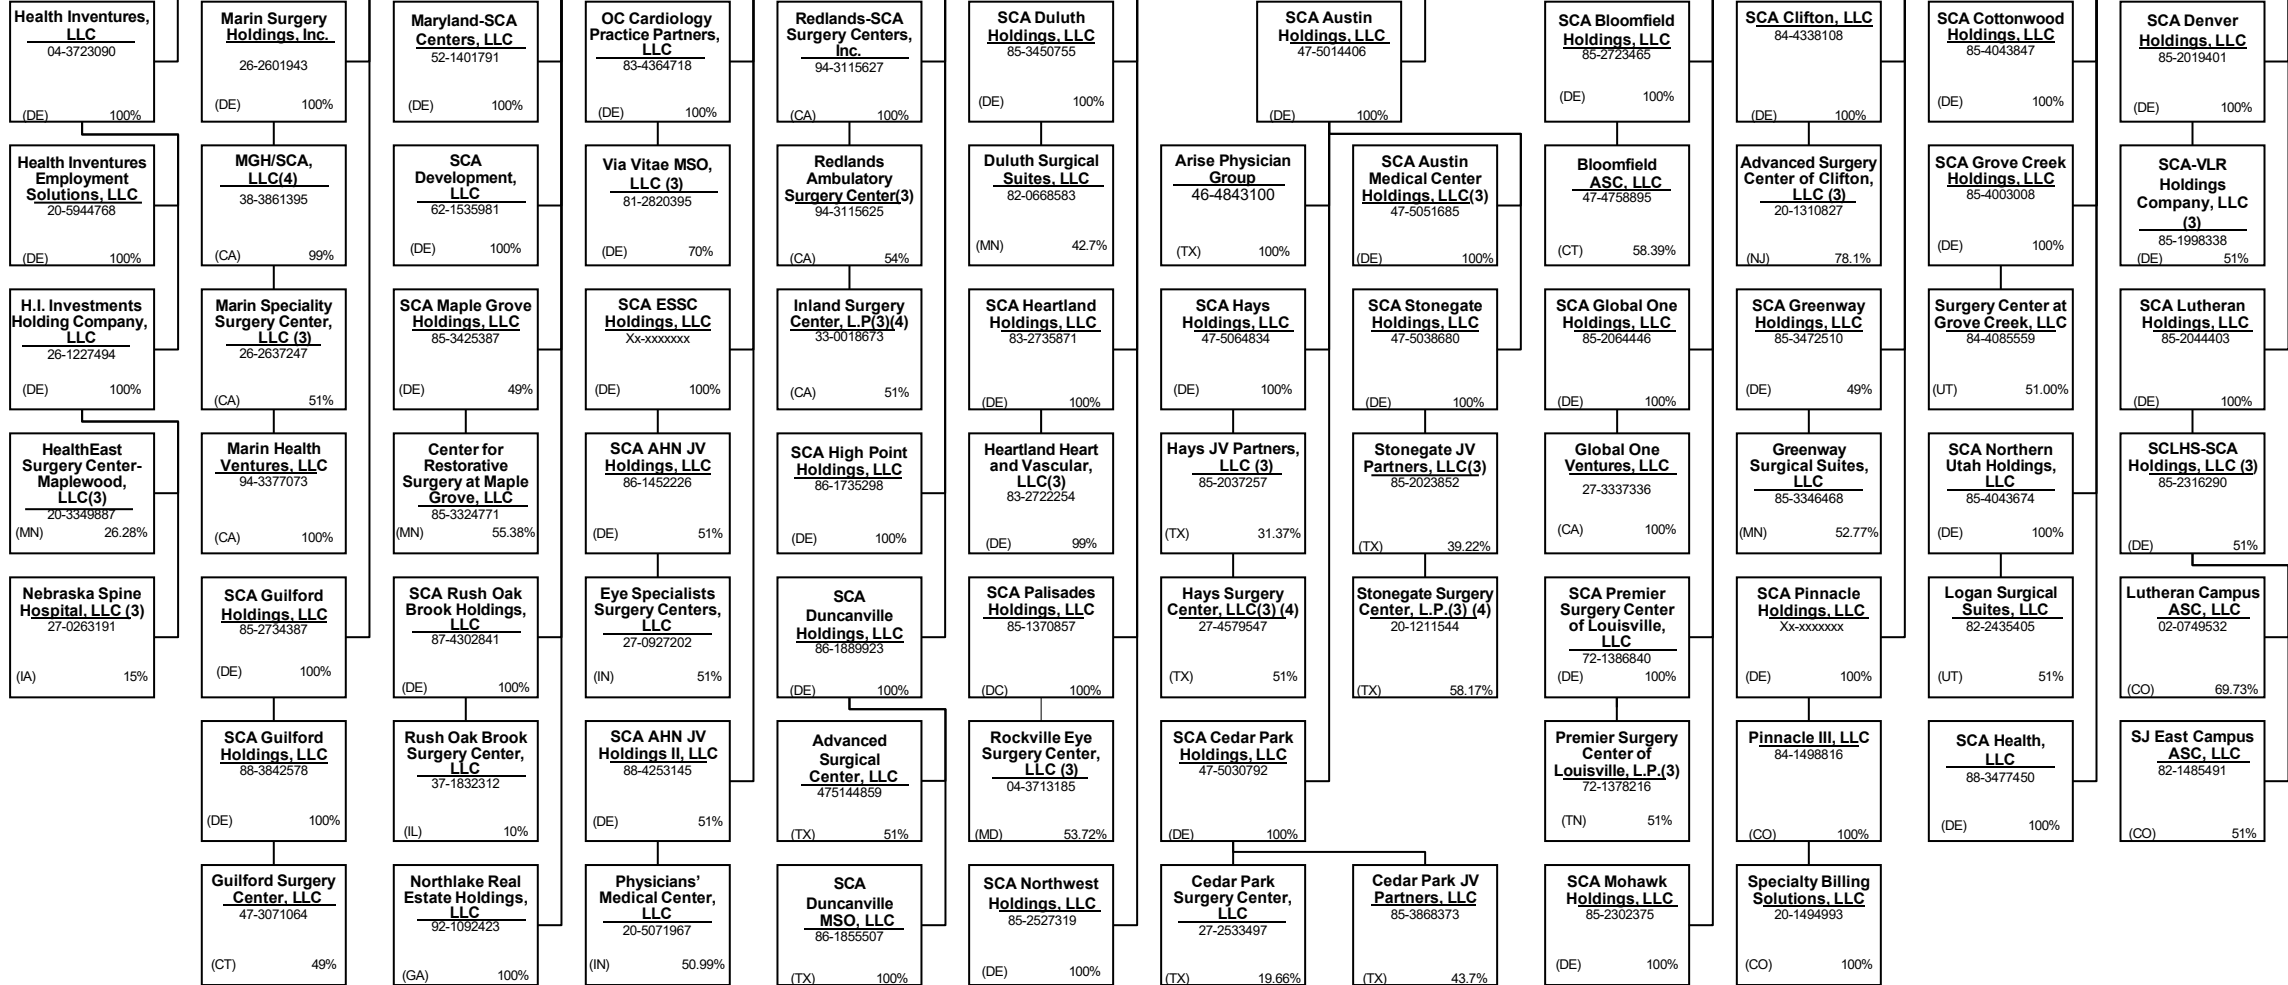 Health Inventures,
LLC
04-3723090
(DE) 100%
Marin Surgery
Holdings, Inc.
26-2601943
(DE) 100%
Maryland-SCA
Centers, LLC
52-1401791
(DE) 100%
OC Cardiology
Practice Partners,
LLC
83-4364718
(DE) 100%
Redlands-SCA
Surgery Centers,
Inc.
94-3115627
(CA) 100%
SCA Duluth
Holdings, LLC
85-3450755
(DE) 100%
SCA Austin
Holdings, LLC
47-5014406
(DE) 100%
SCA Bloomfield
Holdings, LLC
85-2723465
(DE) 100%
SCA Clifton, LLC
84-4338108
(DE) 100%
SCA Cottonwood
Holdings, LLC
85-4043847
(DE) 100%
SCA Denver
Holdings, LLC
85-2019401
(DE) 100%
Health Inventures
Employment
Solutions, LLC
20-5944768
(DE) 100%
MGH/SCA,
LLC(4)
38-3861395
(CA) 99%
SCA
Development,
LLC
62-1535981
(DE) 100%
Via Vitae MSO,
LLC (3)
81-2820395
(DE) 70%
Redlands
Ambulatory
Surgery Center(3)
94-3115625
(CA) 54%
Duluth Surgical
Suites, LLC
82-0668583
(MN) 42.7%
Arise Physician
Group
46-4843100
(TX) 100%
SCA Austin
Medical Center
Holdings, LLC(3)
47-5051685
(DE) 100%
Bloomfield
ASC, LLC
47-4758895
(CT) 58.39%
Advanced Surgery
Center of Clifton,
LLC (3)
20-1310827
(NJ) 78.1%
SCA Grove Creek
Holdings, LLC
85-4003008
(DE) 100%
SCA-VLR
Holdings
Company, LLC
(3)
85-1998338
(DE) 51%
H.I. Investments
Holding Company,
LLC
26-1227494
(DE) 100%
Marin Speciality
Surgery Center,
LLC (3)
26-2637247
(CA) 51%
SCA Maple Grove
Holdings, LLC
85-3425387
(DE) 49%
SCA ESSC
Holdings, LLC
Xx-xxxxxxx
(DE) 100%
Inland Surgery
Center, L.P(3)(4)
33-0018673
(CA) 51%
SCA Heartland
Holdings, LLC
83-2735871
(DE) 100%
SCA Hays
Holdings, LLC
47-5064834
(DE) 100%
SCA Stonegate
Holdings, LLC
47-5038680
(DE) 100%
SCA Global One
Holdings, LLC
85-2064446
(DE) 100%
SCA Greenway
Holdings, LLC
85-3472510
(DE) 49%
Surgery Center at
Grove Creek, LLC
84-4085559
(UT) 51.00%
SCA Lutheran
Holdings, LLC
85-2044403
(DE) 100%
HealthEast
Surgery Center-
Maplewood,
LLC(3)
20-3349887
(MN) 26.28%
Marin Health
Ventures, LLC
94-3377073
(CA) 100%
Center for
Restorative
Surgery at Maple
Grove, LLC
85-3324771
(MN) 55.38%
SCA AHN JV
Holdings, LLC
86-1452226
(DE) 51%
SCA High Point
Holdings, LLC
86-1735298
(DE) 100%
Heartland Heart
and Vascular,
LLC(3)
83-2722254
(DE) 99%
Hays JV Partners,
LLC (3)
85-2037257
(TX) 31.37%
Stonegate JV
Partners, LLC(3)
85-2023852
(TX) 39.22%
Global One
Ventures, LLC
27-3337336
(CA) 100%
Greenway
Surgical Suites,
LLC
85-3346468
(MN) 52.77%
SCA Northern
Utah Holdings,
LLC
85-4043674
(DE) 100%
SCLHS-SCA
Holdings, LLC (3)
85-2316290
(DE) 51%
Nebraska Spine
Hospital, LLC (3)
27-0263191
(IA) 15%
SCA Guilford
Holdings, LLC
85-2734387
(DE) 100%
SCA Rush Oak
Brook Holdings,
LLC
87-4302841
(DE) 100%
Eye Specialists
Surgery Centers,
LLC
27-0927202
(IN) 51%
SCA
Duncanville
Holdings, LLC
86-1889923
(DE) 100%
SCA Palisades
Holdings, LLC
85-1370857
(DC) 100%
Hays Surgery
Center, LLC(3) (4)
27-4579547
(TX) 51%
Stonegate Surgery
Center, L.P.(3) (4)
20-1211544
(TX) 58.17%
SCA Premier
Surgery Center
of Louisville,
LLC
72-1386840
(DE) 100%
SCA Pinnacle
Holdings, LLC
Xx-xxxxxxx
(DE) 100%
Logan Surgical
Suites, LLC
82-2435405
(UT) 51%
Lutheran Campus
ASC, LLC
02-0749532
(CO) 69.73%
SCA Guilford
Holdings, LLC
88-3842578
(DE) 100%
Rush Oak Brook
Surgery Center,
LLC
37-1832312
(IL) 10%
SCA AHN JV
Holdings II, LLC
88-4253145
(DE) 51%
Advanced
Surgical
Center, LLC
475144859
(TX) 51%
Rockville Eye
Surgery Center,
LLC (3)
04-3713185
(MD) 53.72%
SCA Cedar Park
Holdings, LLC
47-5030792
(DE) 100%
Premier Surgery
Center of
Louisville, L.P.(3)
72-1378216
(TN) 51%
Pinnacle III, LLC
84-1498816
(CO) 100%
SCA Health,
LLC
88-3477450
(DE) 100%
SJ East Campus
ASC, LLC
82-1485491
(CO) 51%
Guilford Surgery
Center, LLC
47-3071064
(CT) 49%
Northlake Real
Estate Holdings,
LLC
92-1092423
(GA) 100%
Physicians’
Medical Center,
LLC
20-5071967
(IN) 50.99%
SCA
Duncanville
MSO, LLC
86-1855507
(TX) 100%
SCA Northwest
Holdings, LLC
85-2527319
(DE) 100%
Cedar Park
Surgery Center,
LLC
27-2533497
(TX) 19.66%
Cedar Park JV
Partners, LLC
85-3868373
(TX) 43.7%
SCA Mohawk
Holdings, LLC
85-2302375
(DE) 100%
Specialty Billing
Solutions, LLC
20-1494993
(CO) 100%